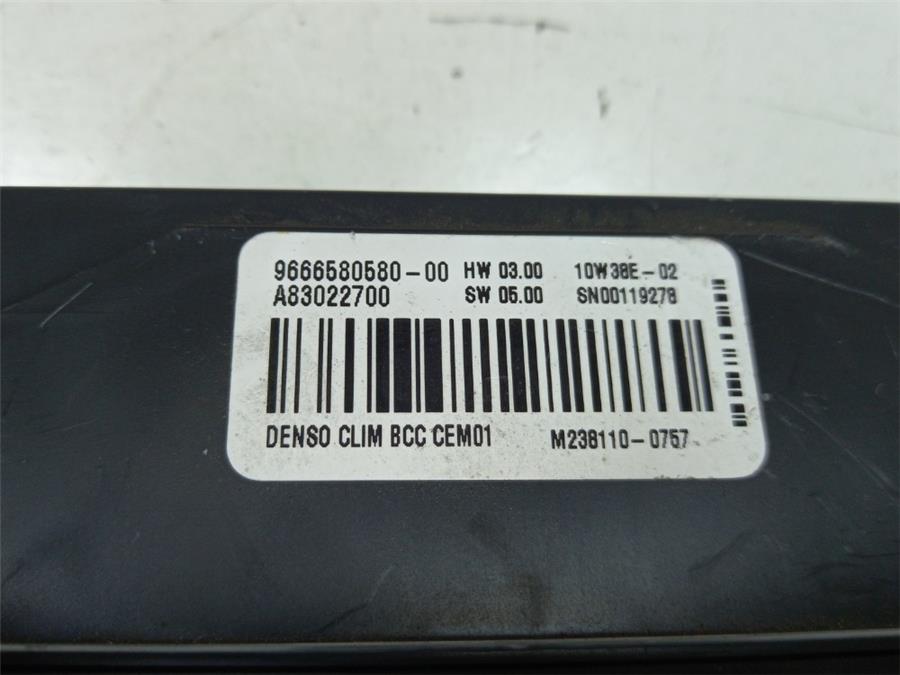 9666580580-00 HW 03.00 10W38E-02
A83022700 SW 05.00 SN00119278
DENSO CLIM BCC CEM01 M238110-0757